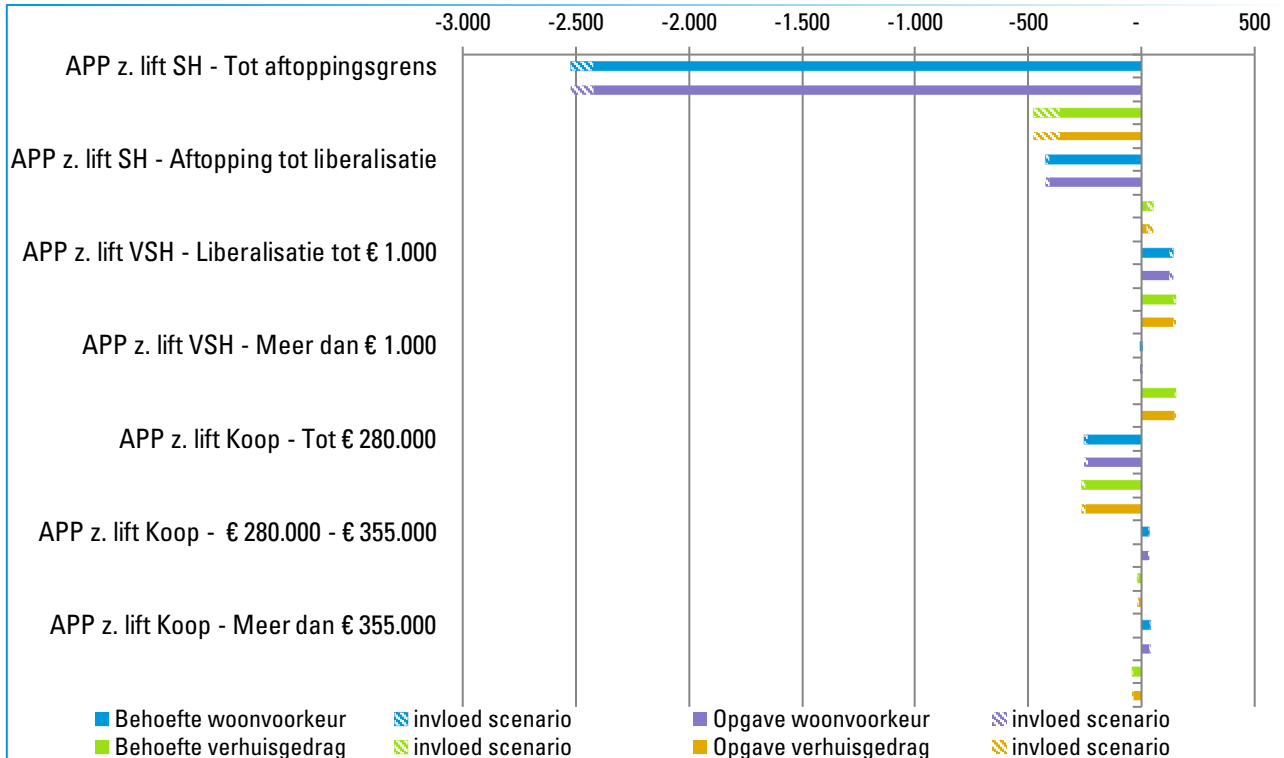 -3.000 -2.500 -2.000 -1.500 -1.000 -500 - 500
APP z. lift SH - Tot aftoppingsgrens
APP z. lift SH - Aftopping tot liberalisatie
APP z. lift VSH - Liberalisatie tot € 1.000
APP z. lift VSH - Meer dan € 1.000
APP z. lift Koop - Tot € 280.000
APP z. lift Koop - € 280.000 - € 355.000
APP z. lift Koop - Meer dan € 355.000
Behoefte woonvoorkeur invloed scenario Opgave woonvoorkeur invloed scenario
Behoefte verhuisgedrag invloed scenario Opgave verhuisgedrag invloed scenario